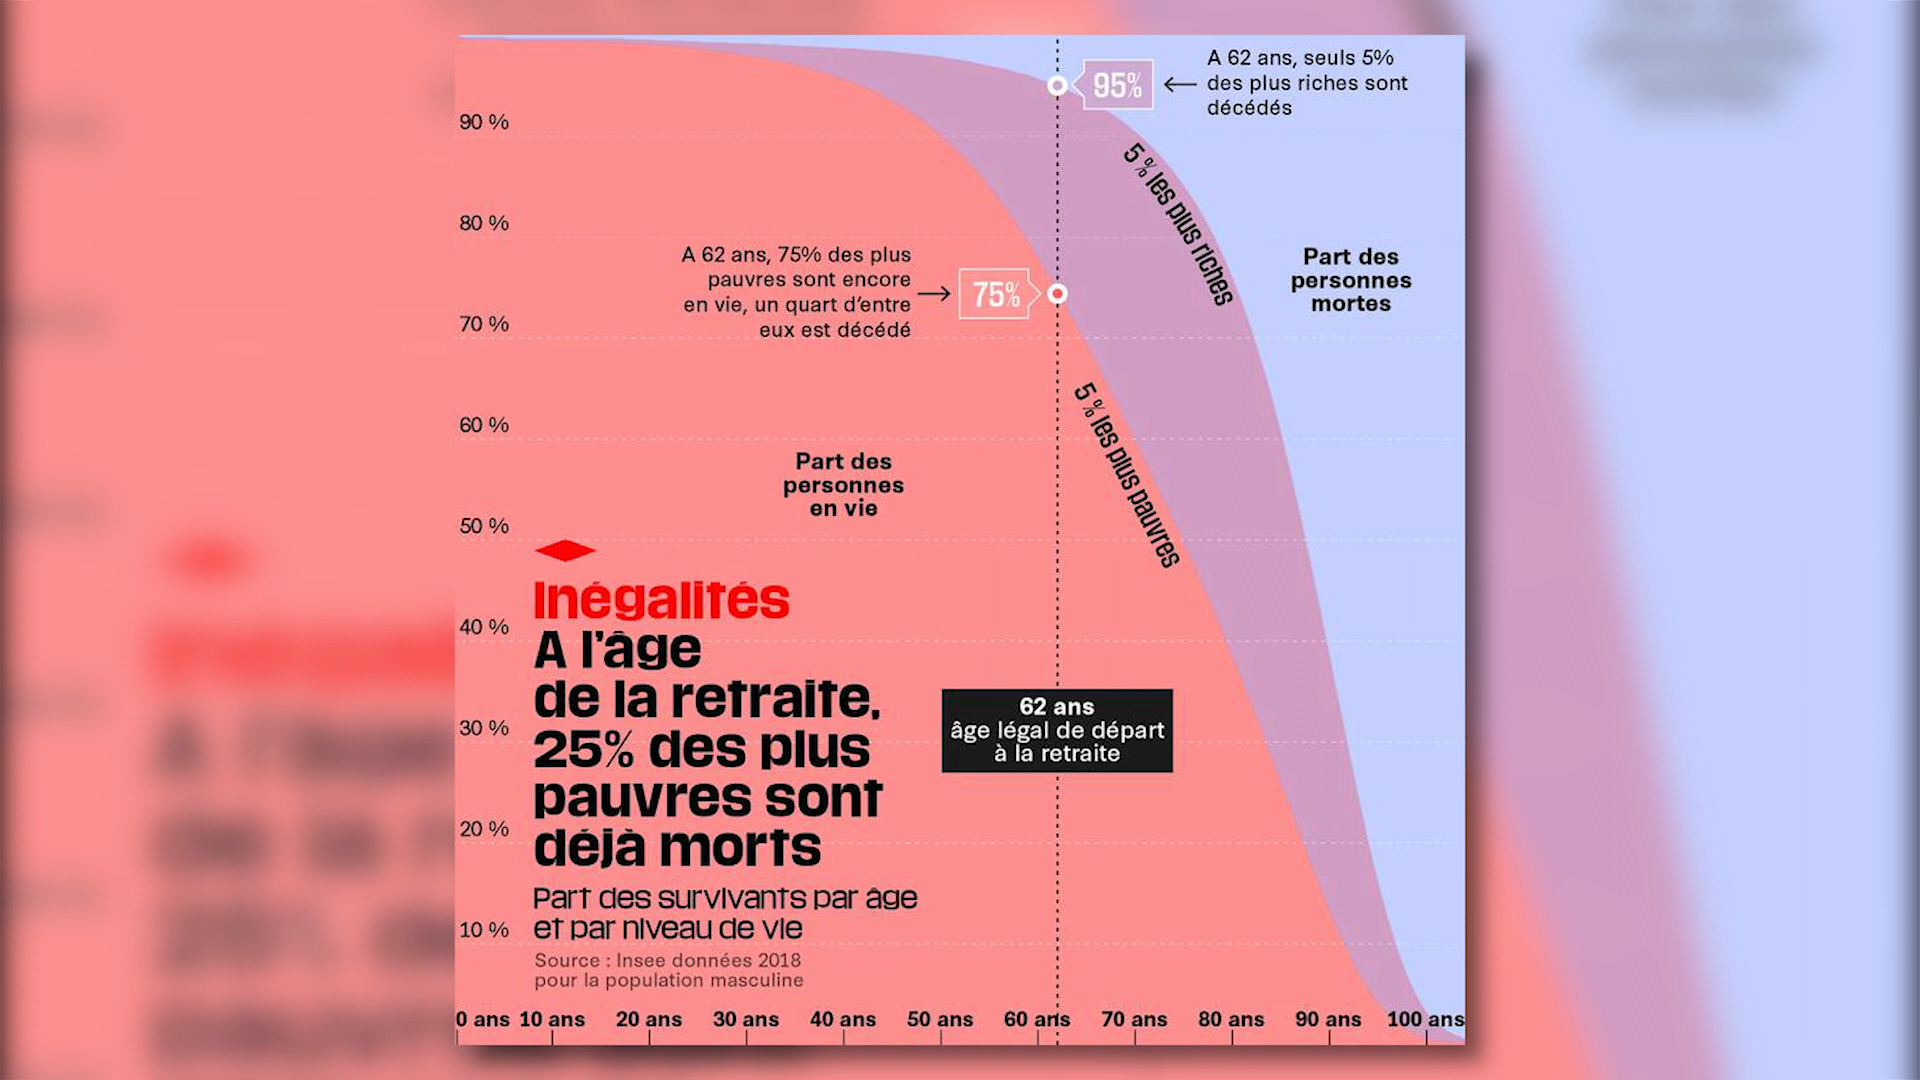 A 62 ans, seuls 5%
des plus riches sont
décédés
95%
90 %
5 % les plus riches
80 %
A 62 ans, 75% des plus
pauvres sont encore
en vie, un quart d'entre
eux est décédé
75%
Part des
personnes
mortes
70 %
5 % les plus pauvres
60 %
Part des
personnes
en vie
50 %
Inégalités
40 %
A l'âge
de la retraite,
25% des plus
pauvres sont
déjà morts
30 %
62 ans
âge légal de départ
à la retraite
20 %
Part des survivants par âge
et par niveau de vie
10 %
Source : Insee données 2018
pour la population masculine
0 ans 10 ans 20 ans 30 ans 40 ans 50 ans 60 ans 70 ans 80 ans 90 ans 100 ans